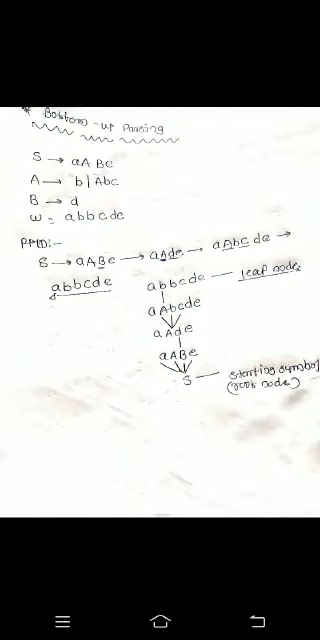 * Bottom-up Parsing
S → aABe
A → b | Abc
B → d
w = abbcde
RMD:-
S → aABe → aAde → aAbcde →
abbcde
abbcde — leaf node
aAbcde
aAde
aABe
S — starting symbol
(root node)